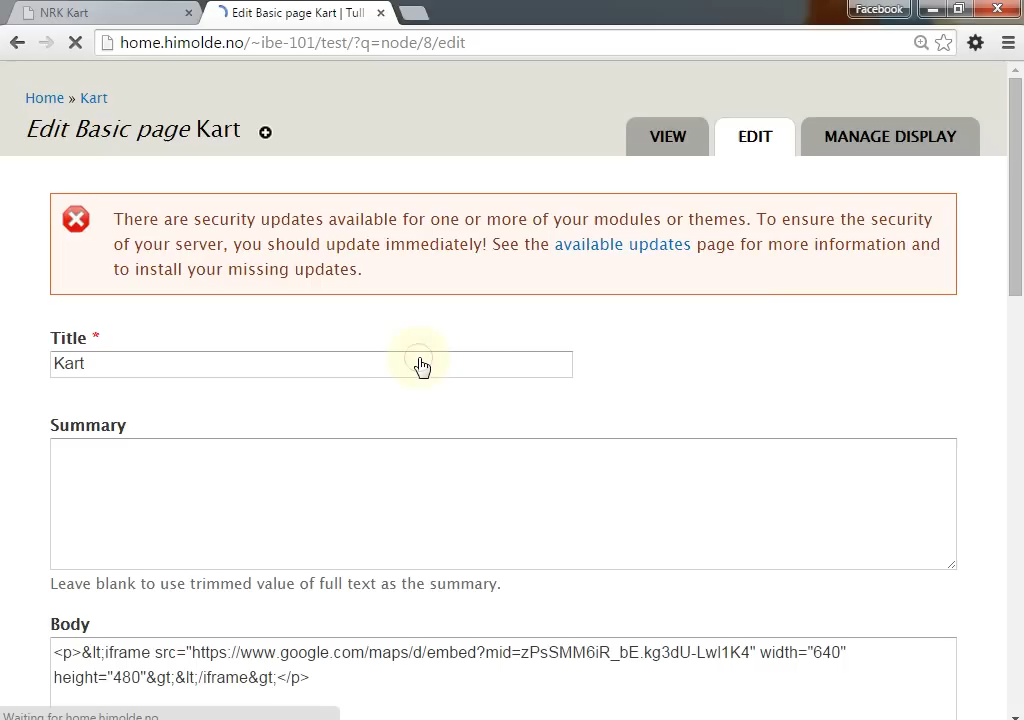 NRK Kart
Edit Basic page Kart | Tull
Facebook
home.himolde.no/~ibe-101/test/?q=node/8/edit
Home » Kart
Edit Basic page Kart
VIEW
EDIT
MANAGE DISPLAY
There are security updates available for one or more of your modules or themes. To ensure the security
of your server, you should update immediately! See the available updates page for more information and
to install your missing updates.
Title *
Kart
Summary
Leave blank to use trimmed value of full text as the summary.
Body
<p>&lt;iframe src="https://www.google.com/maps/d/embed?mid=zPsSMM6iR_bE.kg3dU-Lwl1K4" width="640"
height="480"&gt;&lt;/iframe&gt;</p>
Waiting for home.himolde.no